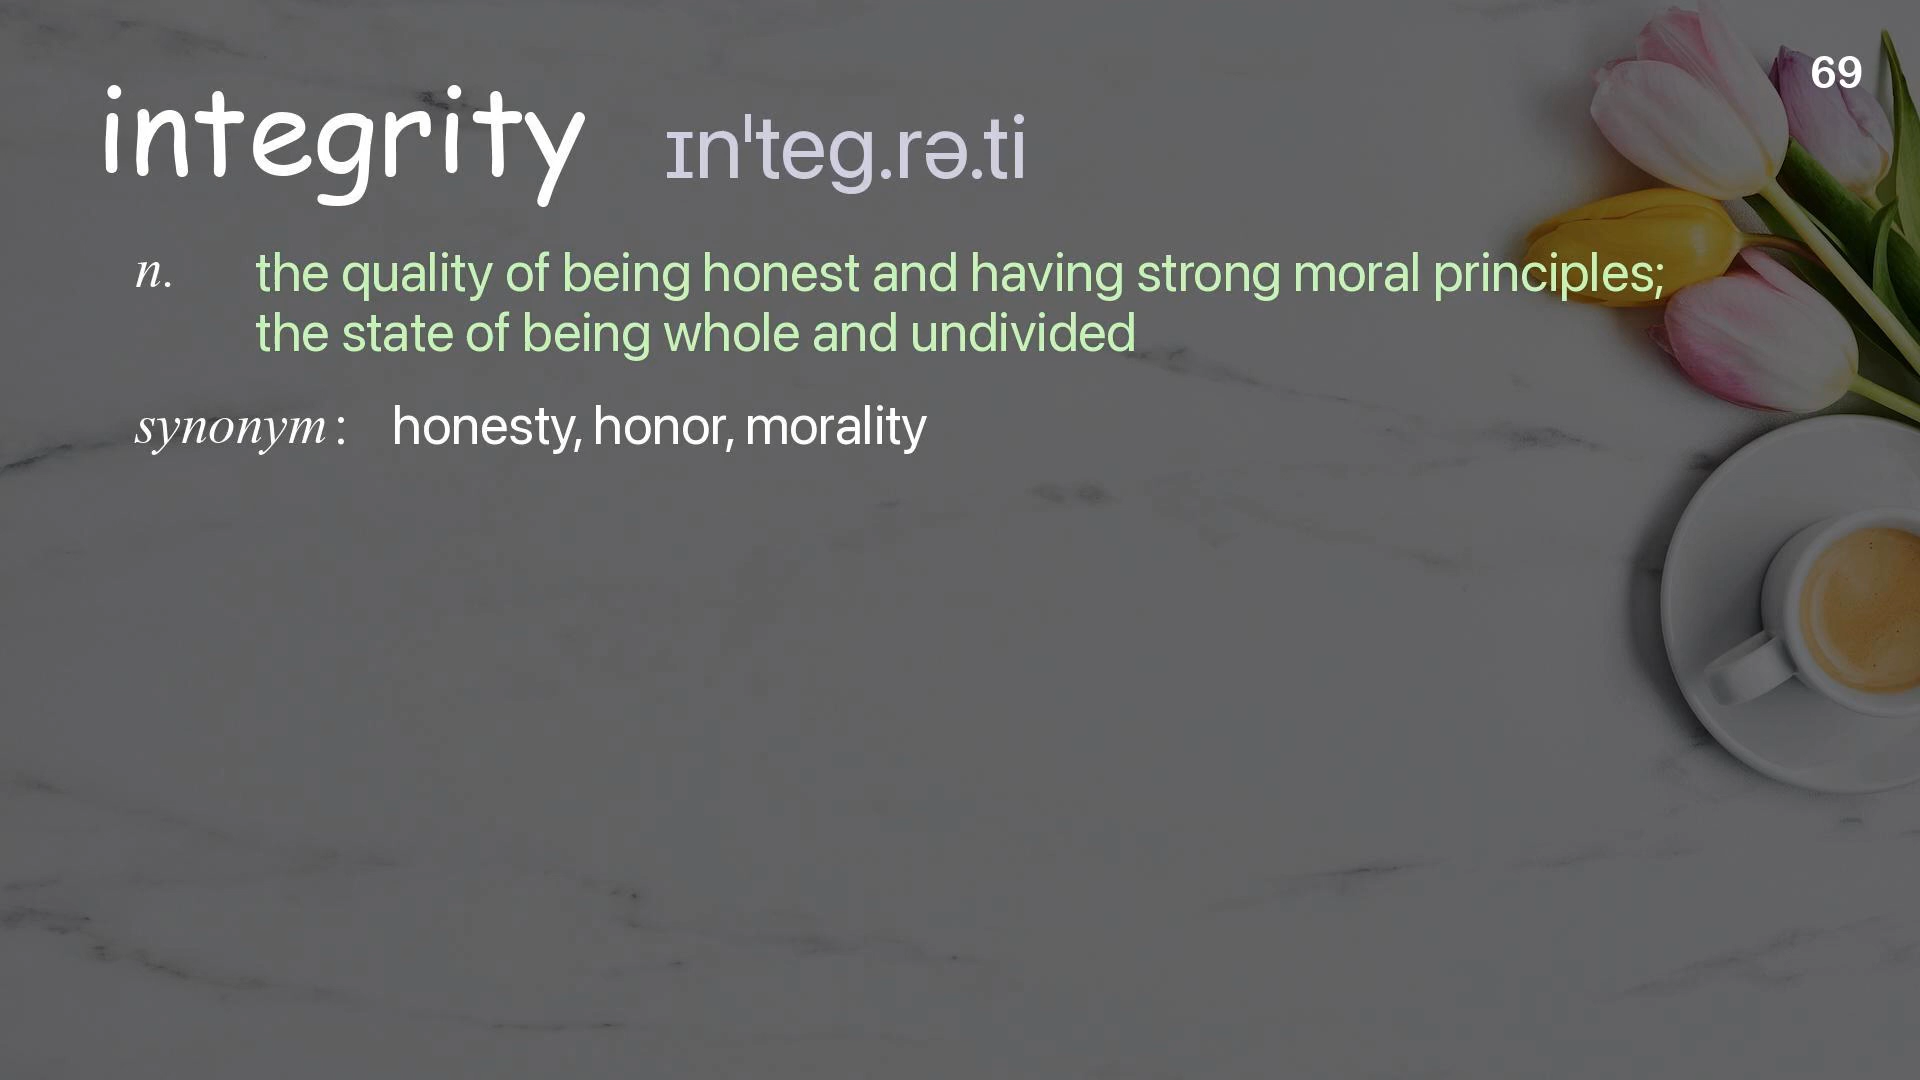 69
integrity ɪnˈteg.rə.ti
n. the quality of being honest and having strong moral principles;
the state of being whole and undivided
synonym: honesty, honor, morality